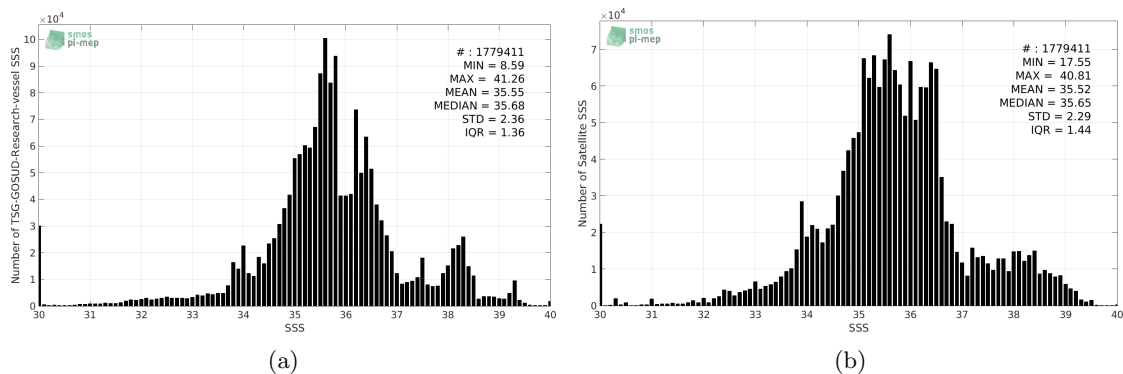 ×10⁴
smos
pi-mep
# : 1779411
MIN = 8.59
MAX = 41.26
MEAN = 35.55
MEDIAN = 35.68
STD = 2.36
IQR = 1.36
Number of TSG-GOSUD-Research-vessel SSS
10
9
8
7
6
5
4
3
2
1
0
30 31 32 33 34 35 36 37 38 39 40
SSS
(a)
×10⁴
smos
pi-mep
# : 1779411
MIN = 17.55
MAX = 40.81
MEAN = 35.52
MEDIAN = 35.65
STD = 2.29
IQR = 1.44
Number of Satellite SSS
7
6
5
4
3
2
1
0
30 31 32 33 34 35 36 37 38 39 40
SSS
(b)